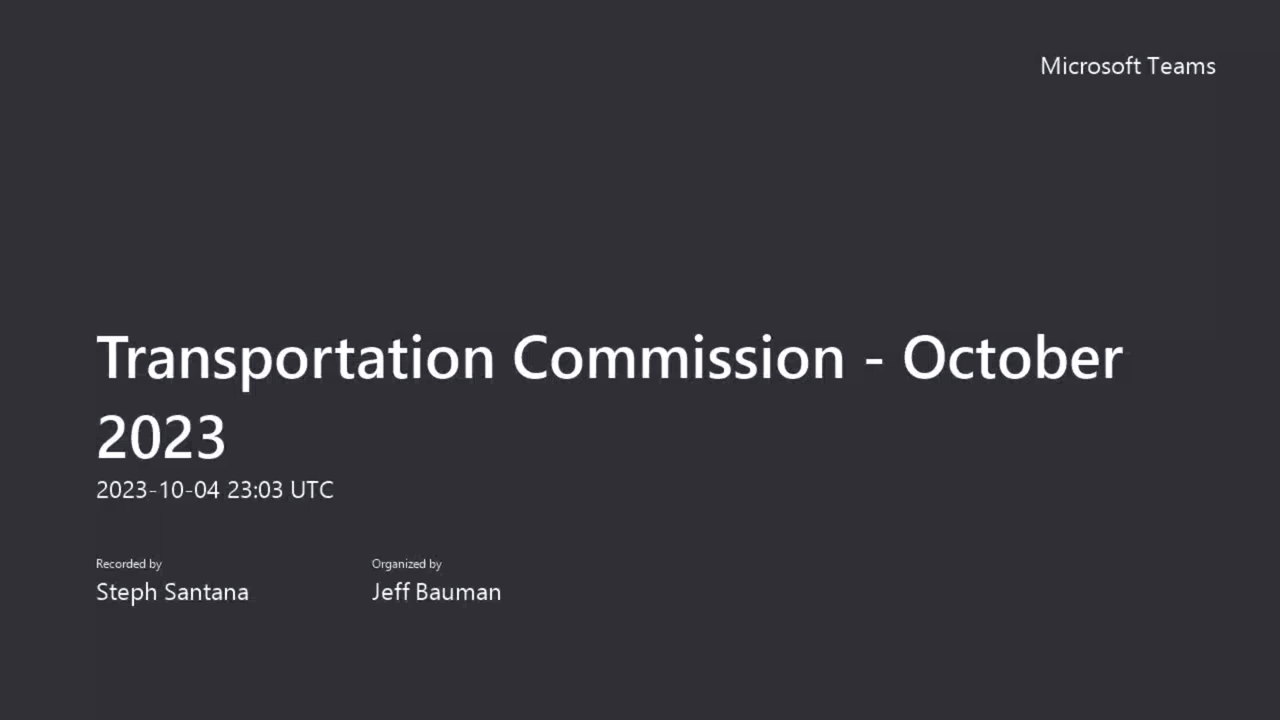 Microsoft Teams
Transportation Commission - October
2023
2023-10-04 23:03 UTC
Recorded by
Organized by
Steph Santana
Jeff Bauman